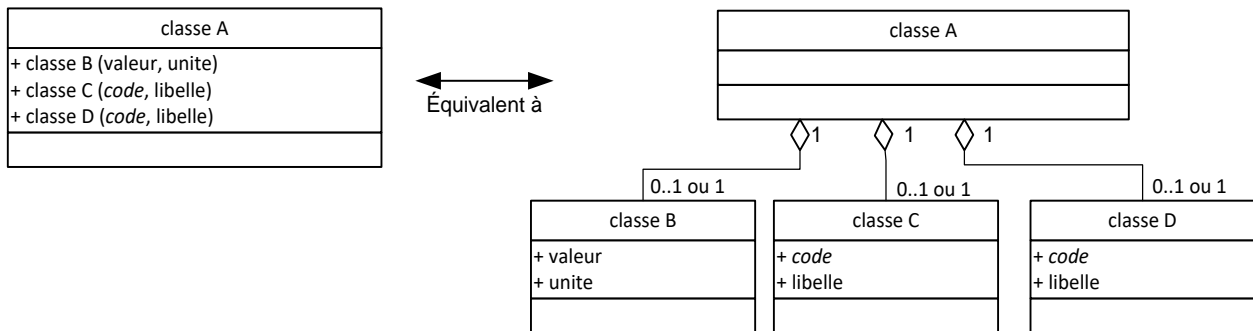 classe A
+ classe B (valeur, unite)
+ classe C (code, libelle)
+ classe D (code, libelle)
Équivalent à
classe A
1
1
1
0..1 ou 1
0..1 ou 1
0..1 ou 1
classe B
+ valeur
+ unite
classe C
+ code
+ libelle
classe D
+ code
+ libelle